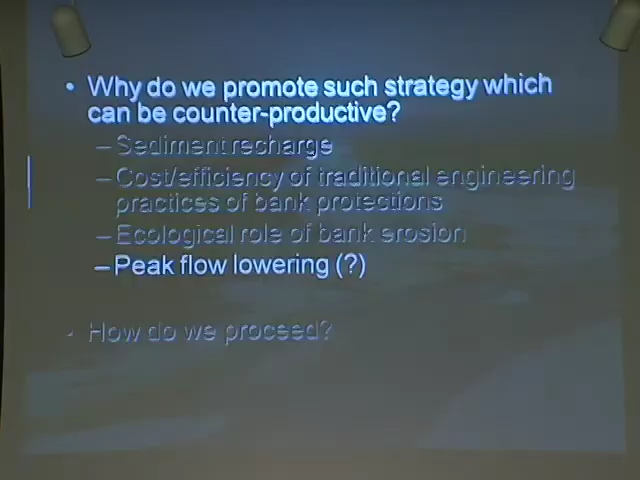 • Why do we promote such strategy which
can be counter-productive?
– Sediment recharge
– Cost/efficiency of traditional engineering
practices of bank protections
– Ecological role of bank erosion
– Peak flow lowering (?)
• How do we proceed?